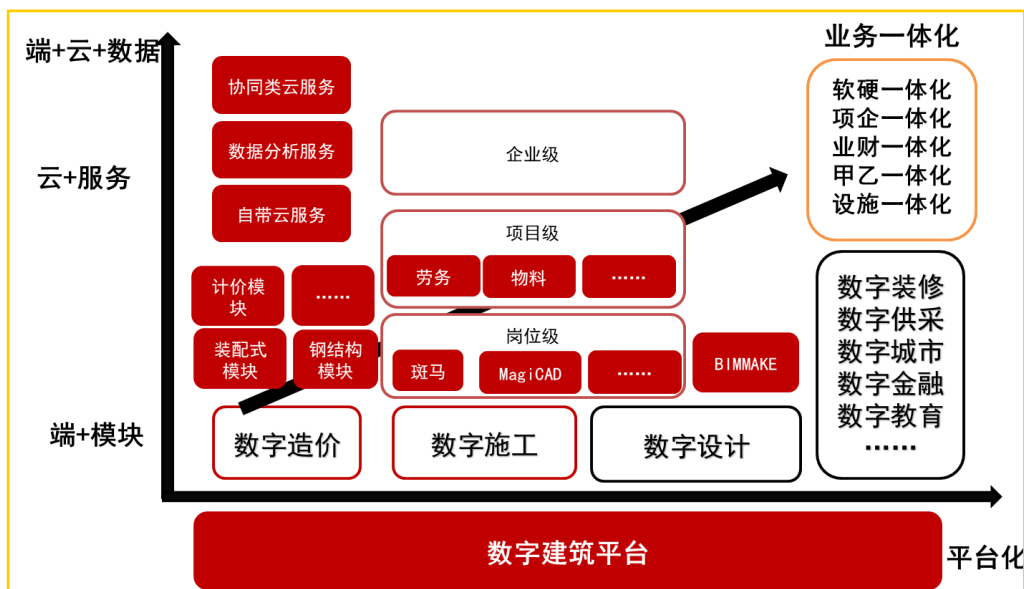 业务一体化
端+云+数据
协同类云服务
软硬一体化
项企一体化
业财一体化
甲乙一体化
设施一体化
数据分析服务
企业级
云+服务
自带云服务
项目级
劳务
物料
......
计价模
块
......
岗位级
装配式
模块
钢结构
模块
斑马
MagiCAD
......
BIMMAKE
数字装修
数字供采
数字城市
数字金融
数字教育
......
端+模块
数字造价
数字施工
数字设计
数字建筑平台
平台化